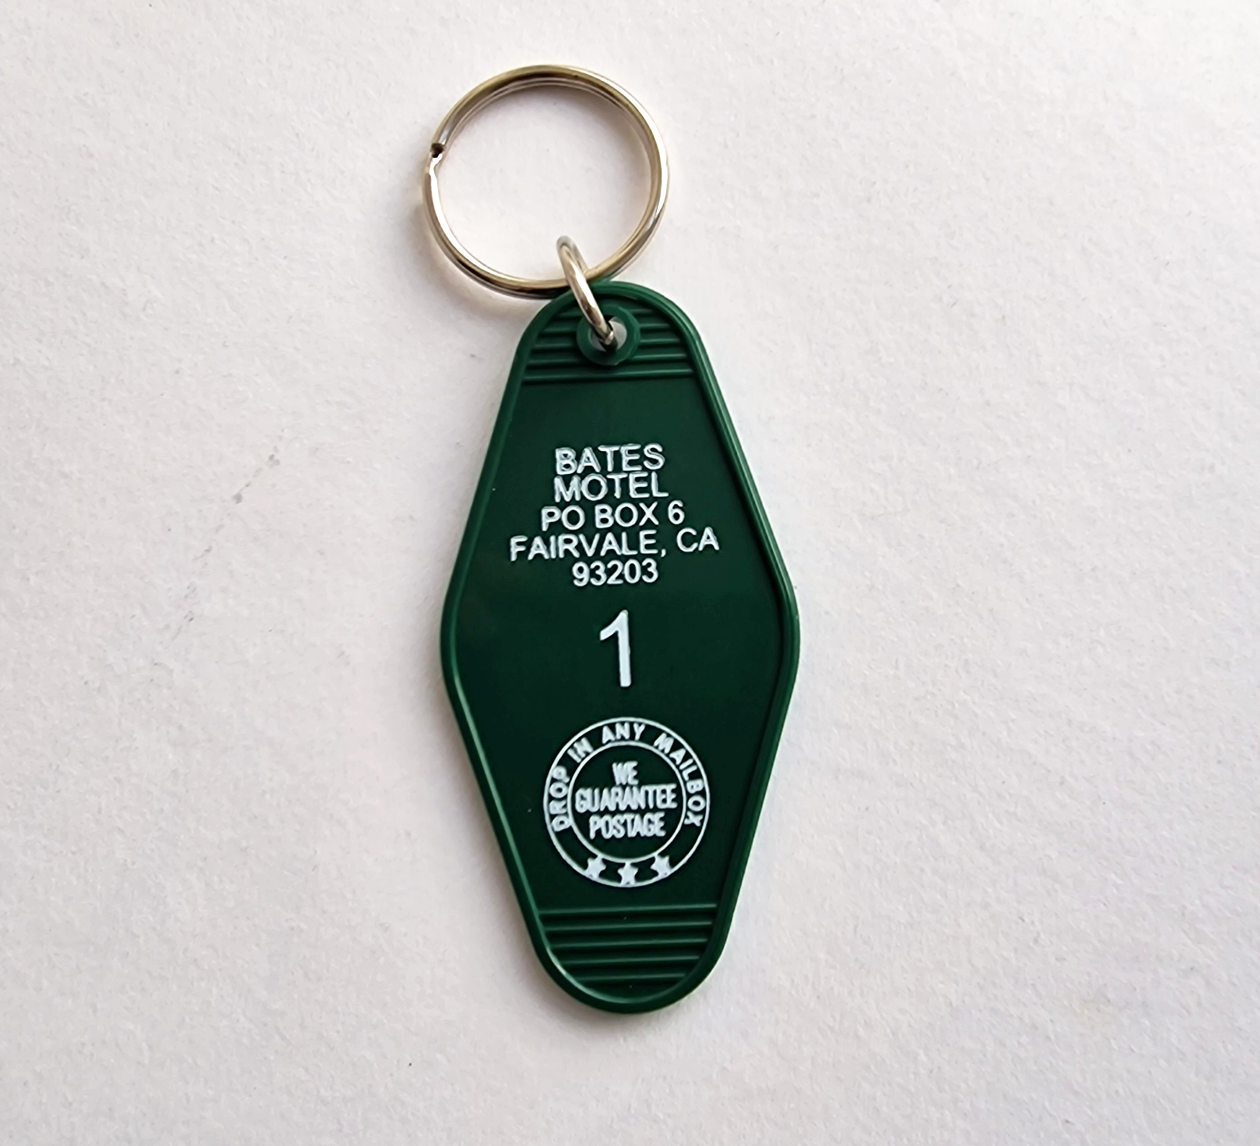 BATES
MOTEL
PO BOX 6
FAIRVALE, CA
93203
1
DROP IN ANY MAILBOX
WE
GUARANTEE
POSTAGE